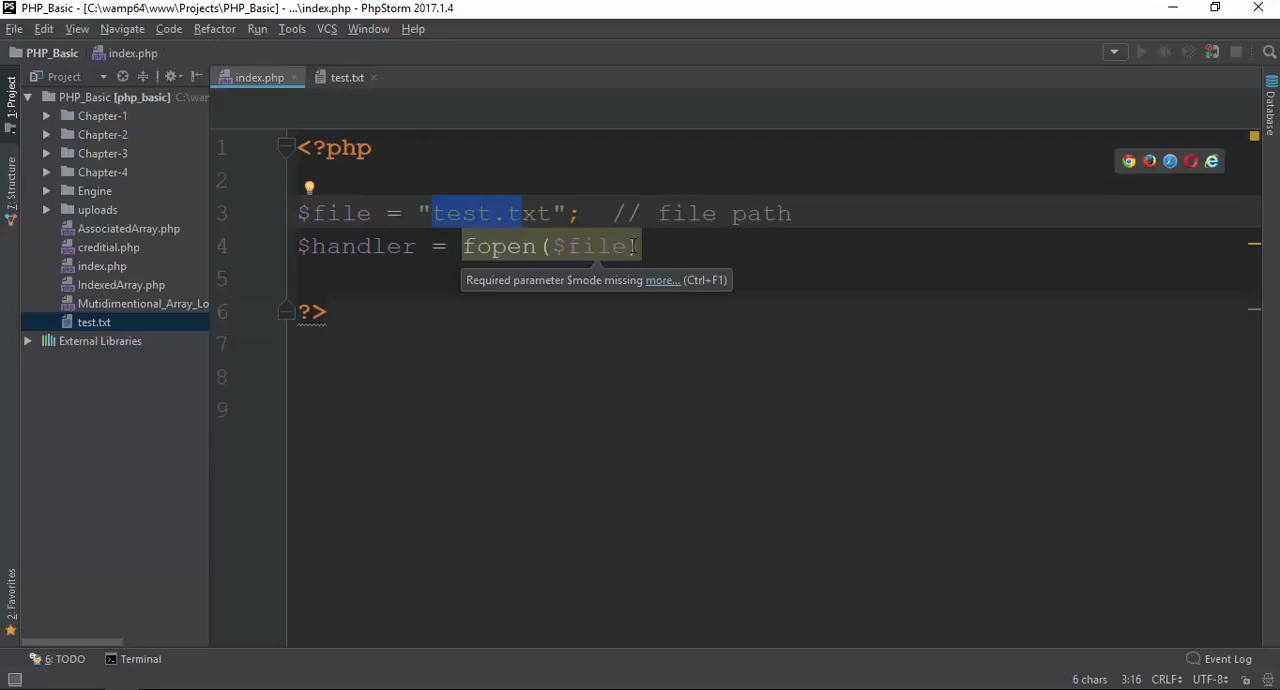 PHP_Basic - [C:\wamp64\www\Projects\PHP_Basic] - ...\index.php - PhpStorm 2017.1.4
File Edit View Navigate Code Refactor Run Tools VCS Window Help
PHP_Basic index.php
Project
index.php test.txt
1: Project
7: Structure
2: Favorites
Database
PHP_Basic [php_basic] C:\war
Chapter-1
Chapter-2
Chapter-3
Chapter-4
Engine
uploads
AssociatedArray.php
creditial.php
index.php
IndexedArray.php
Mutidimentional_Array_Lo
test.txt
External Libraries
1 <?php
2
3 $file = "test.txt"; // file path
4 $handler = fopen($file)
5
Required parameter $mode missing more... (Ctrl+F1)
6 ?>
7
8
9
6: TODO Terminal Event Log
6 chars 3:16 CRLF UTF-8